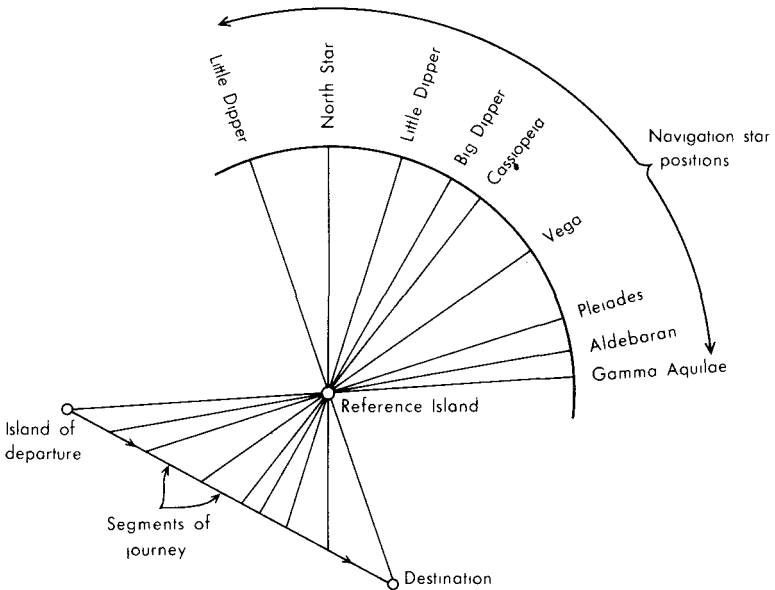 Little Dipper
North Star
Little Dipper
Big Dipper
Cassiopeia
Vega
Pleiades
Aldebaran
Gamma Aquilae
Navigation star
positions
Reference Island
Island of
departure
Segments of
journey
Destination